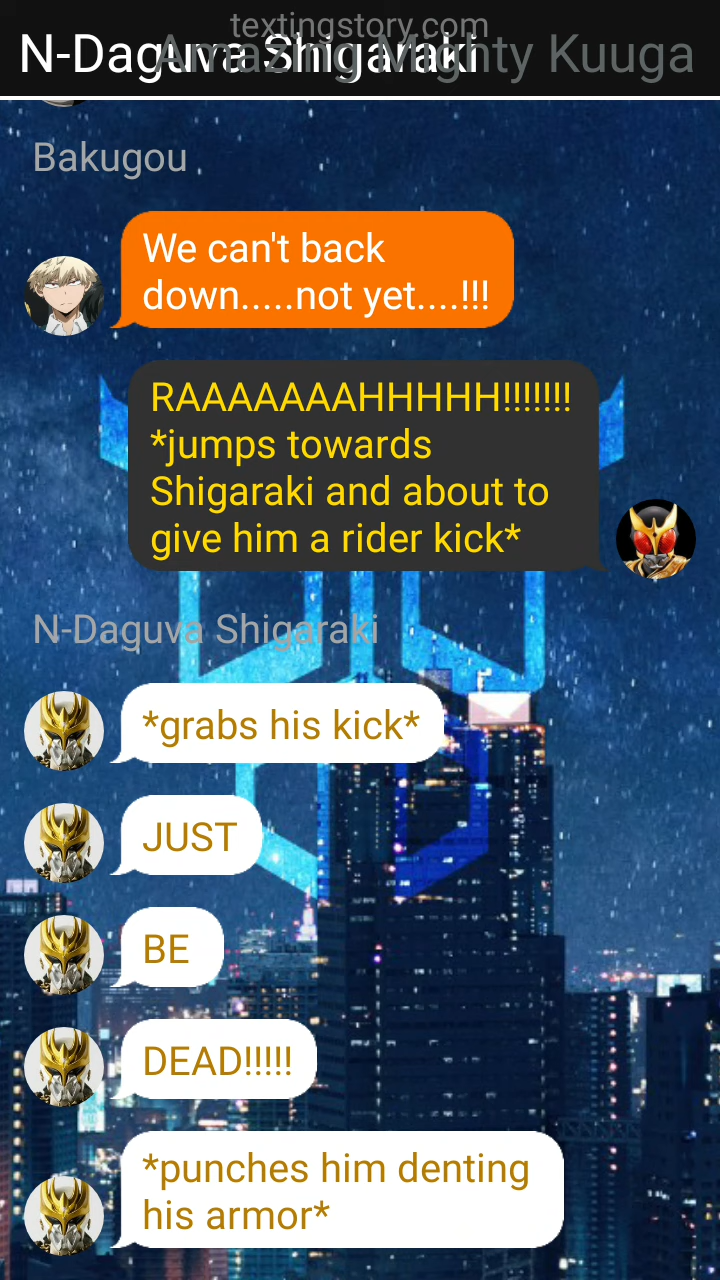 textingstory.com
N-Daguva Shigaraki
Amazing Mighty Kuuga
Bakugou
We can't back
down.....not yet....!!!
RAAAAAAAHHHHH!!!!!!!
*jumps towards
Shigaraki and about to
give him a rider kick*
N-Daguva Shigaraki
*grabs his kick*
JUST
BE
DEAD!!!!!
*punches him denting
his armor*